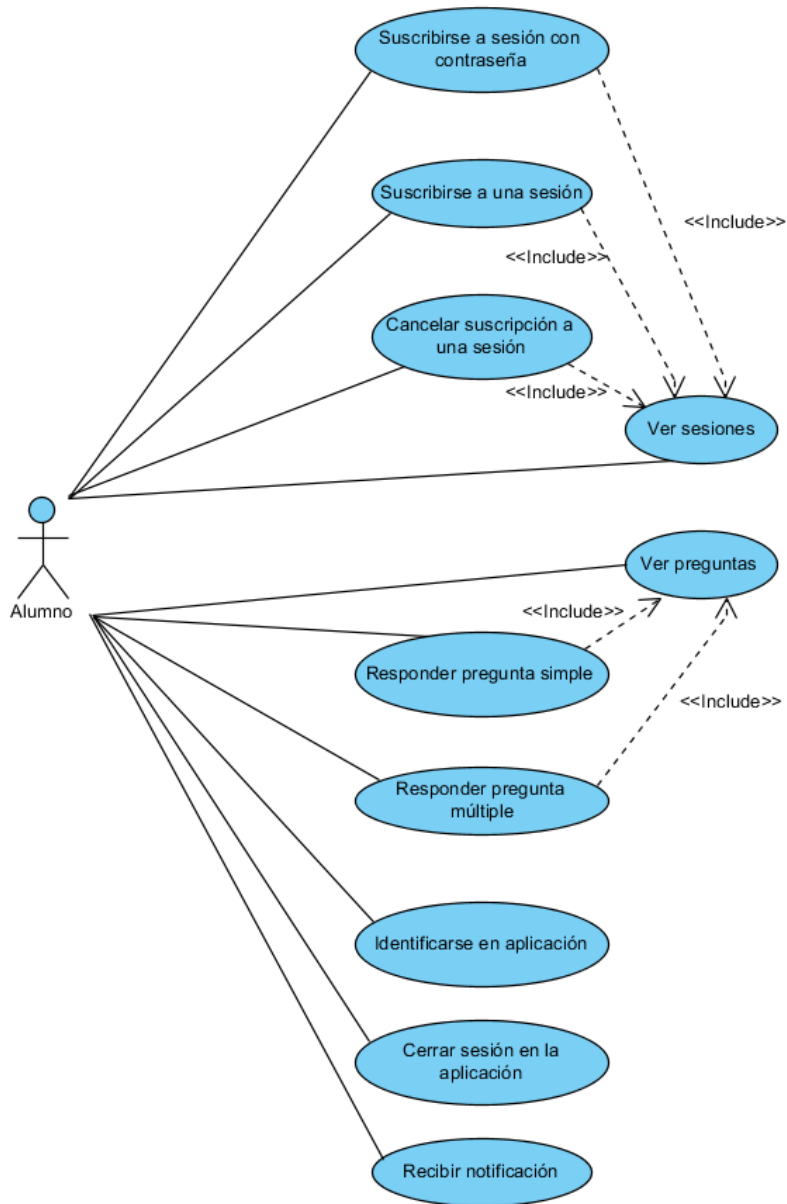 Suscribirse a sesión con
contraseña
Suscribirse a una sesión
<<Include>>
<<Include>>
Cancelar suscripción a
una sesión
<<Include>>
Ver sesiones
Alumno
Ver preguntas
<<Include>>
Responder pregunta simple
<<Include>>
Responder pregunta
múltiple
Identificarse en aplicación
Cerrar sesión en la
aplicación
Recibir notificación